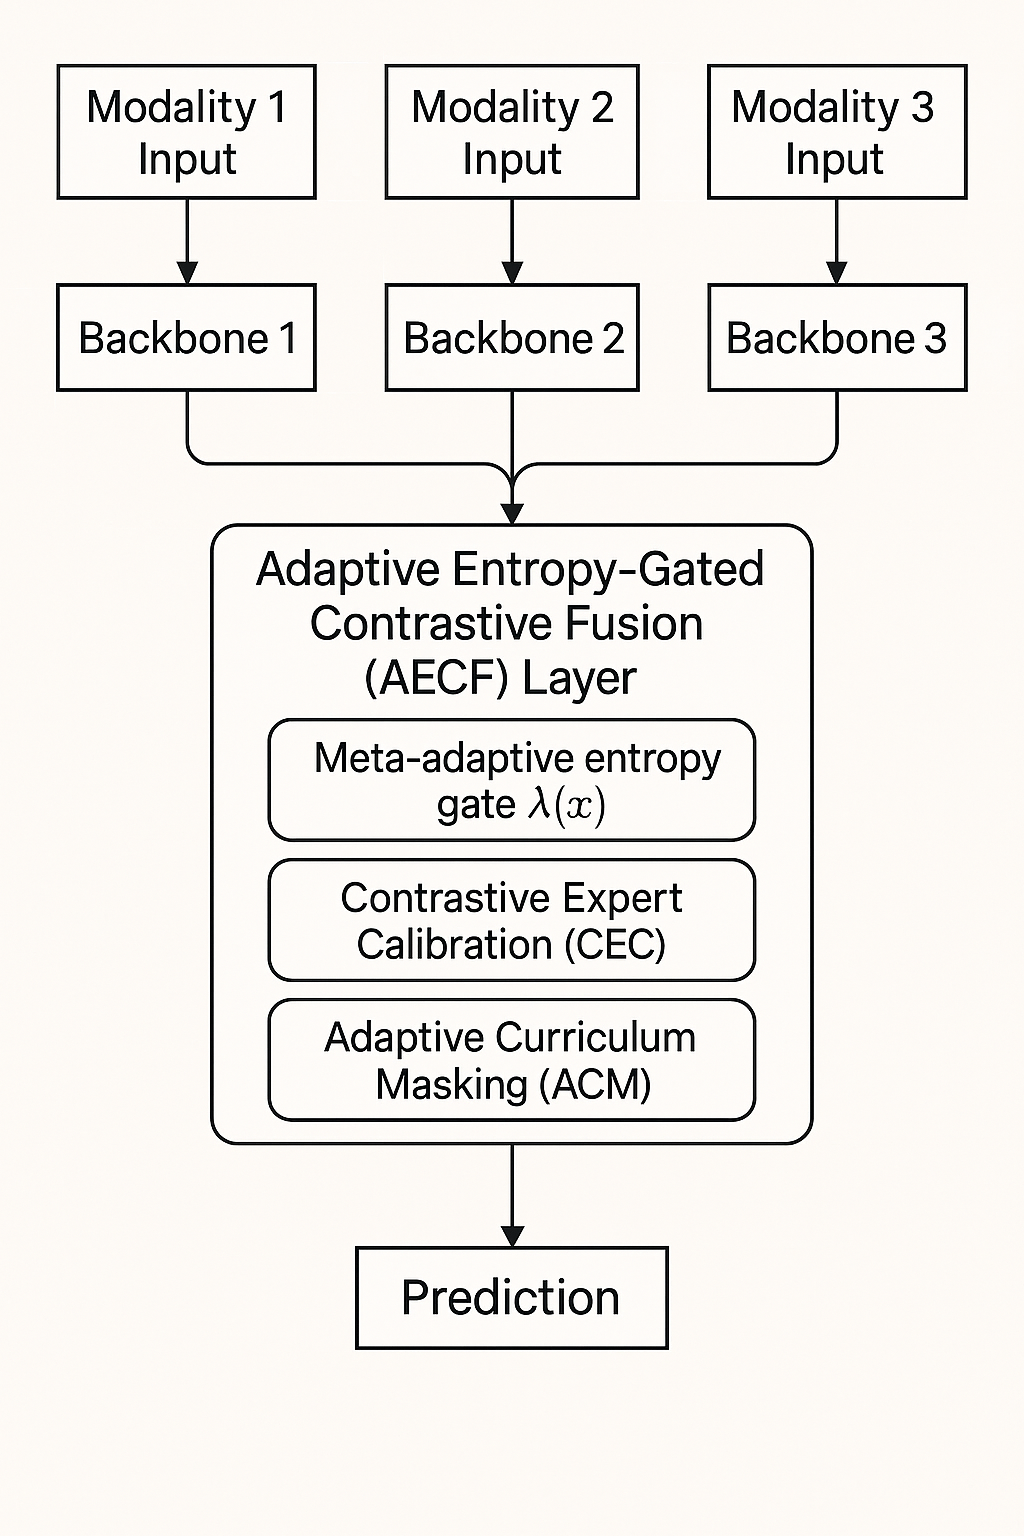 Modality 1
Input
Modality 2
Input
Modality 3
Input
Backbone 1
Backbone 2
Backbone 3
Adaptive Entropy-Gated
Contrastive Fusion
(AECF) Layer
Meta-adaptive entropy
gate λ(x)
Contrastive Expert
Calibration (CEC)
Adaptive Curriculum
Masking (ACM)
Prediction